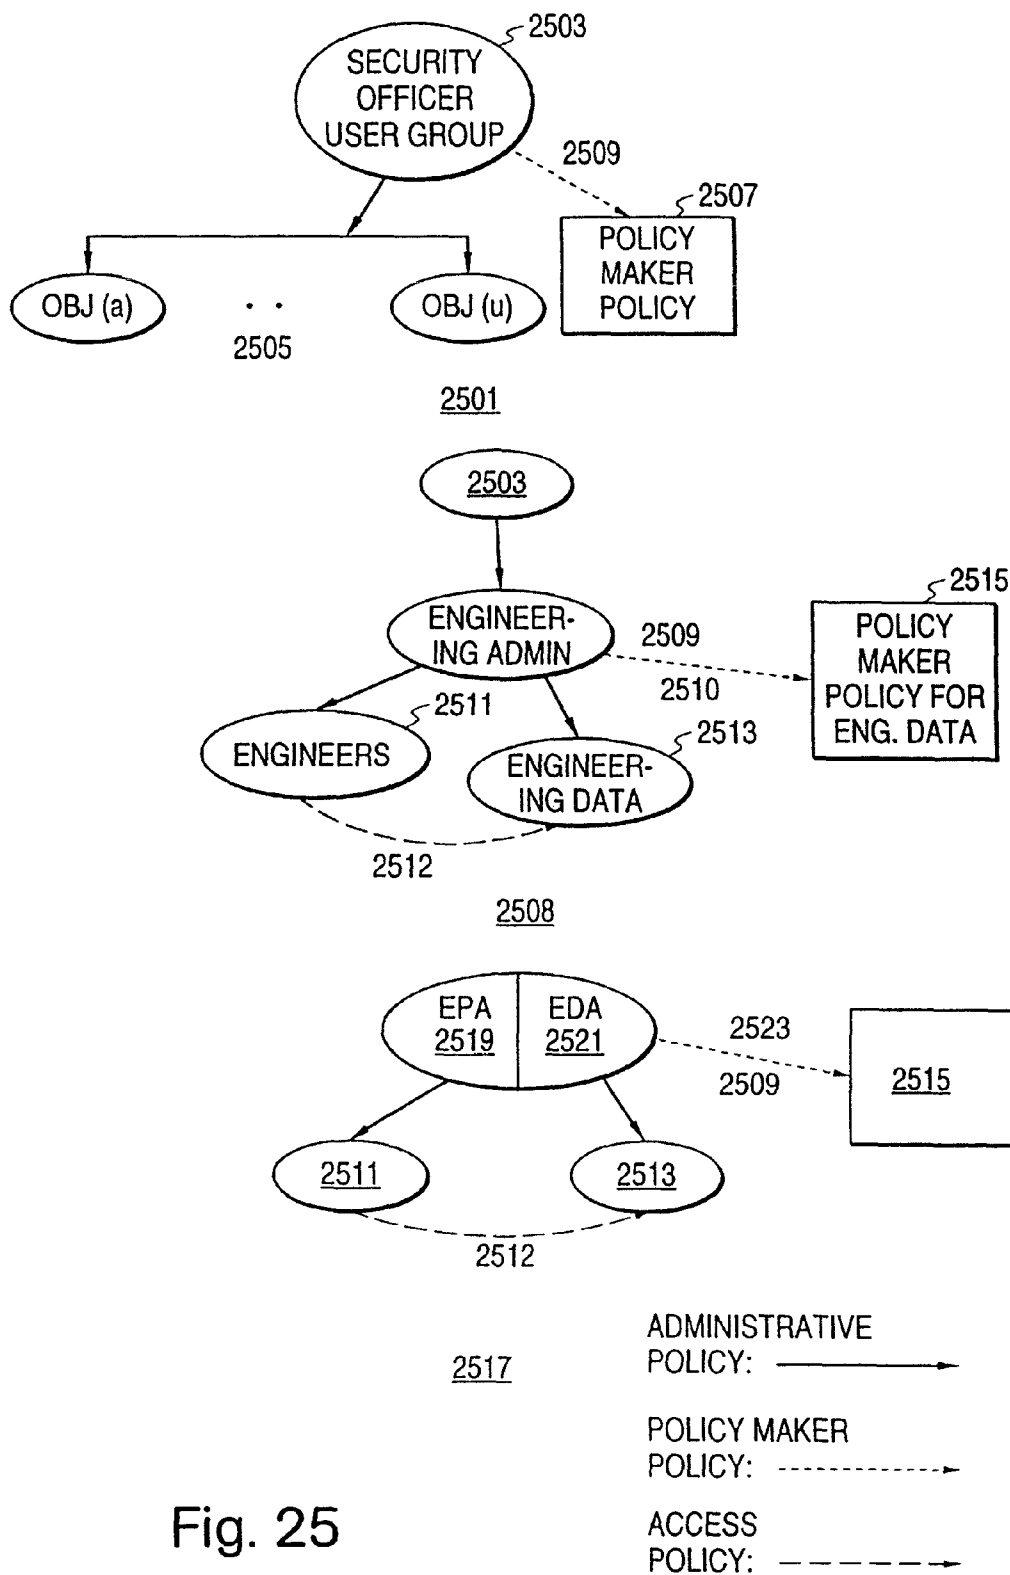 2503
SECURITY
OFFICER
USER GROUP
2509
2507
POLICY
MAKER
POLICY
OBJ (a)
. .
OBJ (u)
2505
2501
2503
2515
ENGINEER-
ING ADMIN
2509
2510
POLICY
MAKER
POLICY FOR
ENG. DATA
2511
2513
ENGINEERS
ENGINEER-
ING DATA
2512
2508
EPA
2519
EDA
2521
2523
2509
2515
2511
2513
2512
2517
ADMINISTRATIVE
POLICY:
POLICY MAKER
POLICY:
ACCESS
POLICY:
Fig. 25